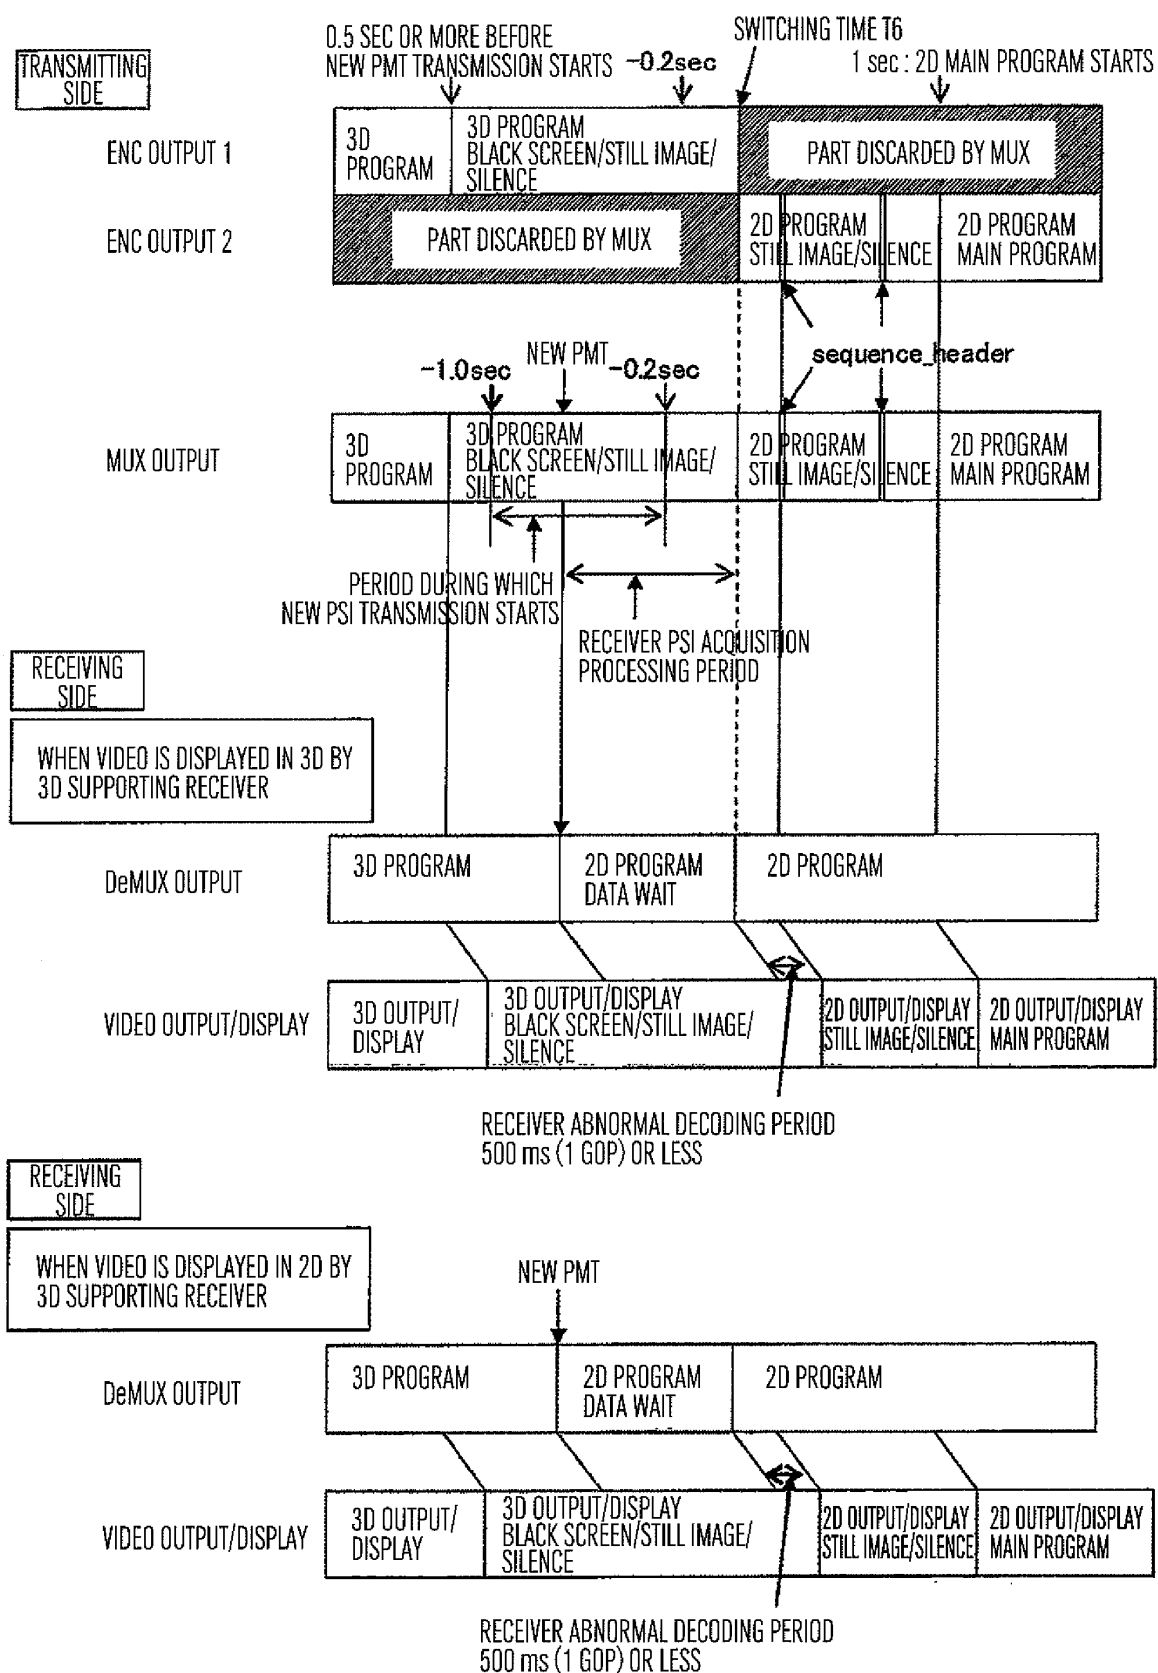 SWITCHING TIME T6
0.5 SEC OR MORE BEFORE
NEW PMT TRANSMISSION STARTS
-0.2sec
1 sec : 2D MAIN PROGRAM STARTS
TRANSMITTING
SIDE
ENC OUTPUT 1
3D
PROGRAM
3D PROGRAM
BLACK SCREEN/STILL IMAGE/
SILENCE
PART DISCARDED BY MUX
ENC OUTPUT 2
PART DISCARDED BY MUX
2D PROGRAM
STILL IMAGE/SILENCE
2D PROGRAM
MAIN PROGRAM
sequence_header
NEW PMT
-1.0sec
-0.2sec
MUX OUTPUT
3D
PROGRAM
3D PROGRAM
BLACK SCREEN/STILL IMAGE/
SILENCE
2D PROGRAM
STILL IMAGE/SILENCE
2D PROGRAM
MAIN PROGRAM
PERIOD DURING WHICH
NEW PSI TRANSMISSION STARTS
RECEIVER PSI ACQUISITION
PROCESSING PERIOD
RECEIVING
SIDE
WHEN VIDEO IS DISPLAYED IN 3D BY
3D SUPPORTING RECEIVER
DeMUX OUTPUT
3D PROGRAM
2D PROGRAM
DATA WAIT
2D PROGRAM
VIDEO OUTPUT/DISPLAY
3D OUTPUT/
DISPLAY
3D OUTPUT/DISPLAY
BLACK SCREEN/STILL IMAGE/
SILENCE
2D OUTPUT/DISPLAY
STILL IMAGE/SILENCE
2D OUTPUT/DISPLAY
MAIN PROGRAM
RECEIVER ABNORMAL DECODING PERIOD
500 ms (1 GOP) OR LESS
RECEIVING
SIDE
WHEN VIDEO IS DISPLAYED IN 2D BY
3D SUPPORTING RECEIVER
NEW PMT
DeMUX OUTPUT
3D PROGRAM
2D PROGRAM
DATA WAIT
2D PROGRAM
VIDEO OUTPUT/DISPLAY
3D OUTPUT/
DISPLAY
3D OUTPUT/DISPLAY
BLACK SCREEN/STILL IMAGE/
SILENCE
2D OUTPUT/DISPLAY
STILL IMAGE/SILENCE
2D OUTPUT/DISPLAY
MAIN PROGRAM
RECEIVER ABNORMAL DECODING PERIOD
500 ms (1 GOP) OR LESS